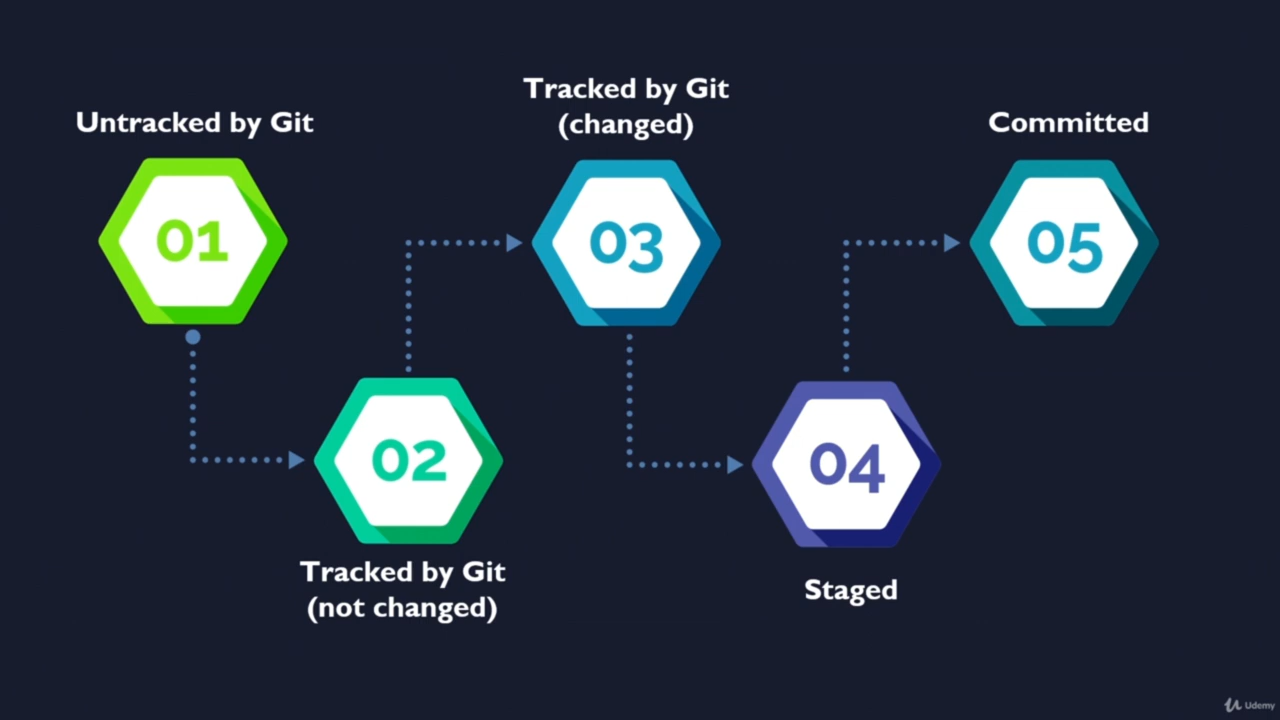 Untracked by Git
01
02
Tracked by Git
(not changed)
Tracked by Git
(changed)
03
04
Staged
Committed
05
Udemy